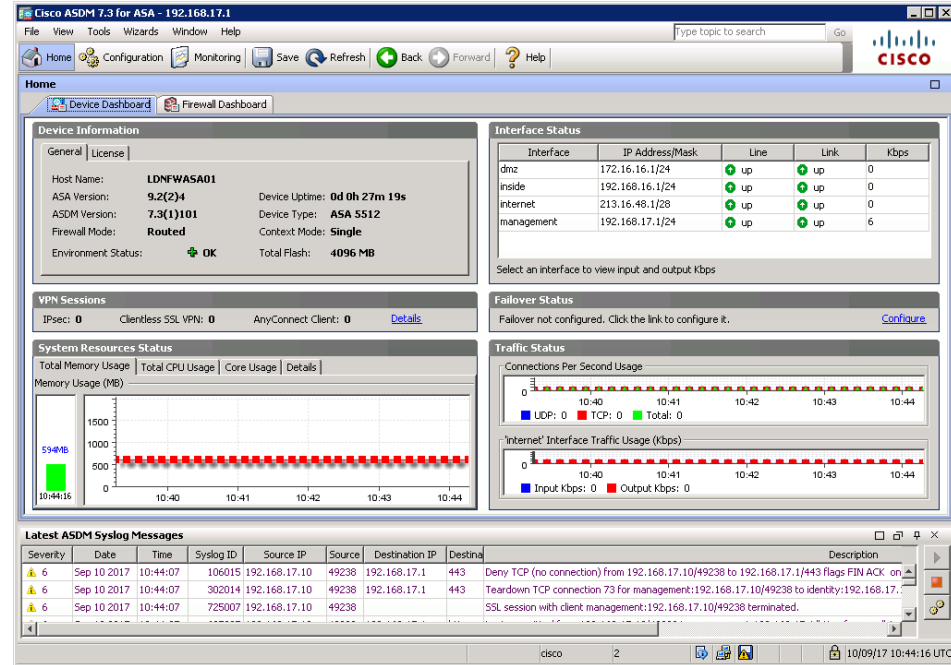 Cisco ASDM 7.3 for ASA - 192.168.17.1
File View Tools Wizards Window Help
Type topic to search Go
Home Configuration Monitoring Save Refresh Back Forward Help
CISCO
Home
Device Dashboard Firewall Dashboard
Device Information
General License
Host Name: LDNFWASA01
ASA Version: 9.2(2)4 Device Uptime: 0d 0h 27m 19s
ASDM Version: 7.3(1)101 Device Type: ASA 5512
Firewall Mode: Routed Context Mode: Single
Environment Status: OK Total Flash: 4096 MB
Interface Status
Interface IP Address/Mask Line Link Kbps
dmz 172.16.16.1/24 up up 0
inside 192.168.16.1/24 up up 0
internet 213.16.48.1/28 up up 0
management 192.168.17.1/24 up up 6
Select an interface to view input and output Kbps
VPN Sessions
IPsec: 0 Clientless SSL VPN: 0 AnyConnect Client: 0 Details
Failover Status
Failover not configured. Click the link to configure it. Configure
System Resources Status
Total Memory Usage Total CPU Usage Core Usage Details
Memory Usage (MB)
594MB
10:44:16
1500
1000
500
0
10:40 10:41 10:42 10:43 10:44
Traffic Status
Connections Per Second Usage
0
10:40 10:41 10:42 10:43 10:44
UDP: 0 TCP: 0 Total: 0
'internet' Interface Traffic Usage (Kbps)
0
10:40 10:41 10:42 10:43 10:44
Input Kbps: 0 Output Kbps: 0
Latest ASDM Syslog Messages
Severity Date Time Syslog ID Source IP Source Destination IP Destina Description
6 Sep 10 2017 10:44:07 106015 192.168.17.10 49238 192.168.17.1 443 Deny TCP (no connection) from 192.168.17.10/49238 to 192.168.17.1/443 flags FIN ACK on
6 Sep 10 2017 10:44:07 302014 192.168.17.10 49238 192.168.17.1 443 Teardown TCP connection 73 for management:192.168.17.10/49238 to identity:192.168.17.
6 Sep 10 2017 10:44:07 725007 192.168.17.10 49238 SSL session with client management:192.168.17.10/49238 terminated.
cisco 2 10/09/17 10:44:16 UTC